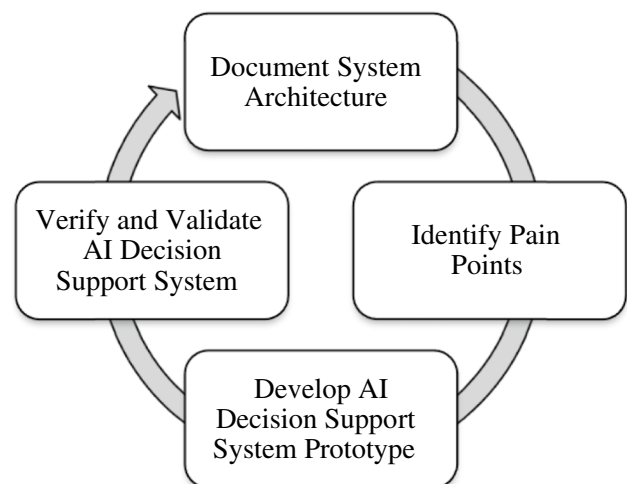 Document System
Architecture
Identify Pain
Points
Develop AI
Decision Support
System Prototype
Verify and Validate
AI Decision
Support System